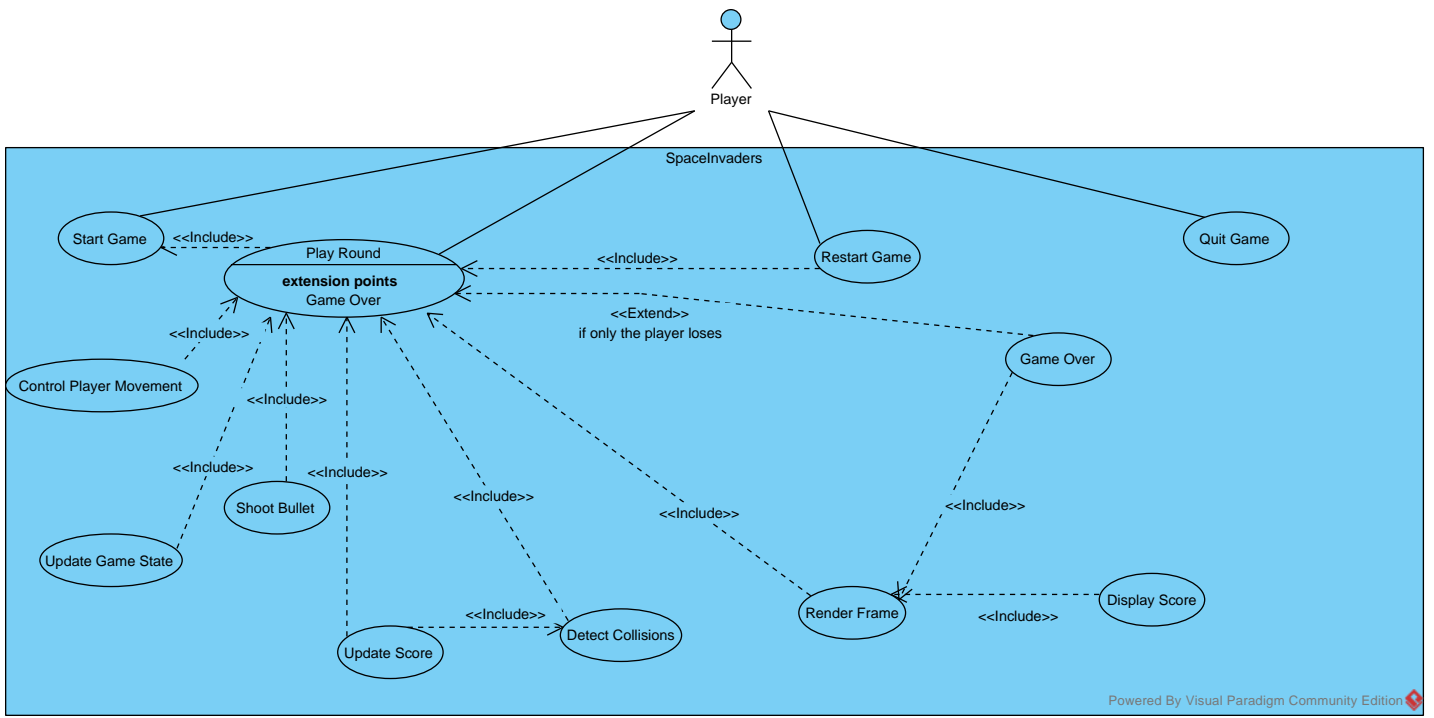 Player
SpaceInvaders
Start Game
<<Include>>
Play Round
extension points
Game Over
<<Include>>
Restart Game
Quit Game
<<Extend>>
if only the player loses
Game Over
<<Include>>
Control Player Movement
<<Include>>
<<Include>>
<<Include>>
<<Include>>
<<Include>>
<<Include>>
Shoot Bullet
Update Game State
Render Frame
Display Score
<<Include>>
<<Include>>
Detect Collisions
Update Score
Powered By Visual Paradigm Community Edition